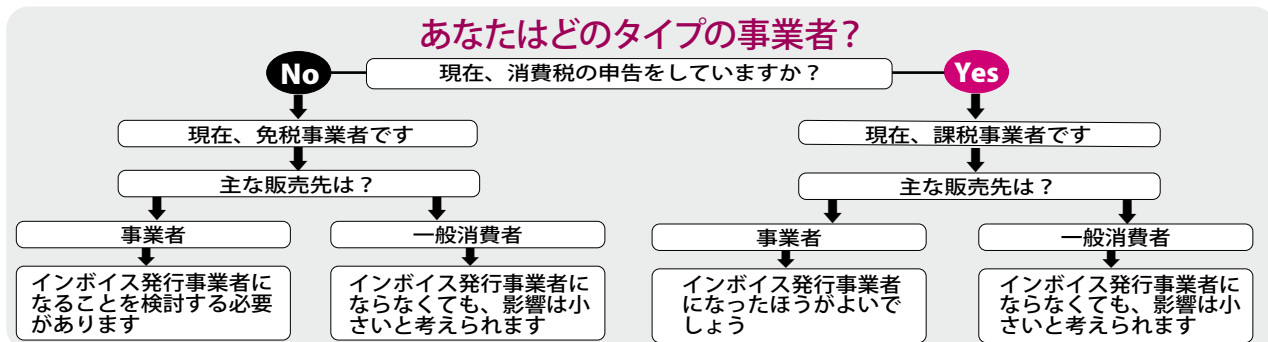 あなたはどのタイプの事業者？
No
現在、消費税の申告をしていますか？
Yes
現在、免税事業者です
現在、課税事業者です
主な販売先は？
主な販売先は？
事業者
一般消費者
事業者
一般消費者
インボイス発行事業者に
なることを検討する必要
があります
インボイス発行事業者に
ならなくても、影響は小
さいと考えられます
インボイス発行事業者
になったほうがよいで
しょう
インボイス発行事業者に
ならなくても、影響は小
さいと考えられます